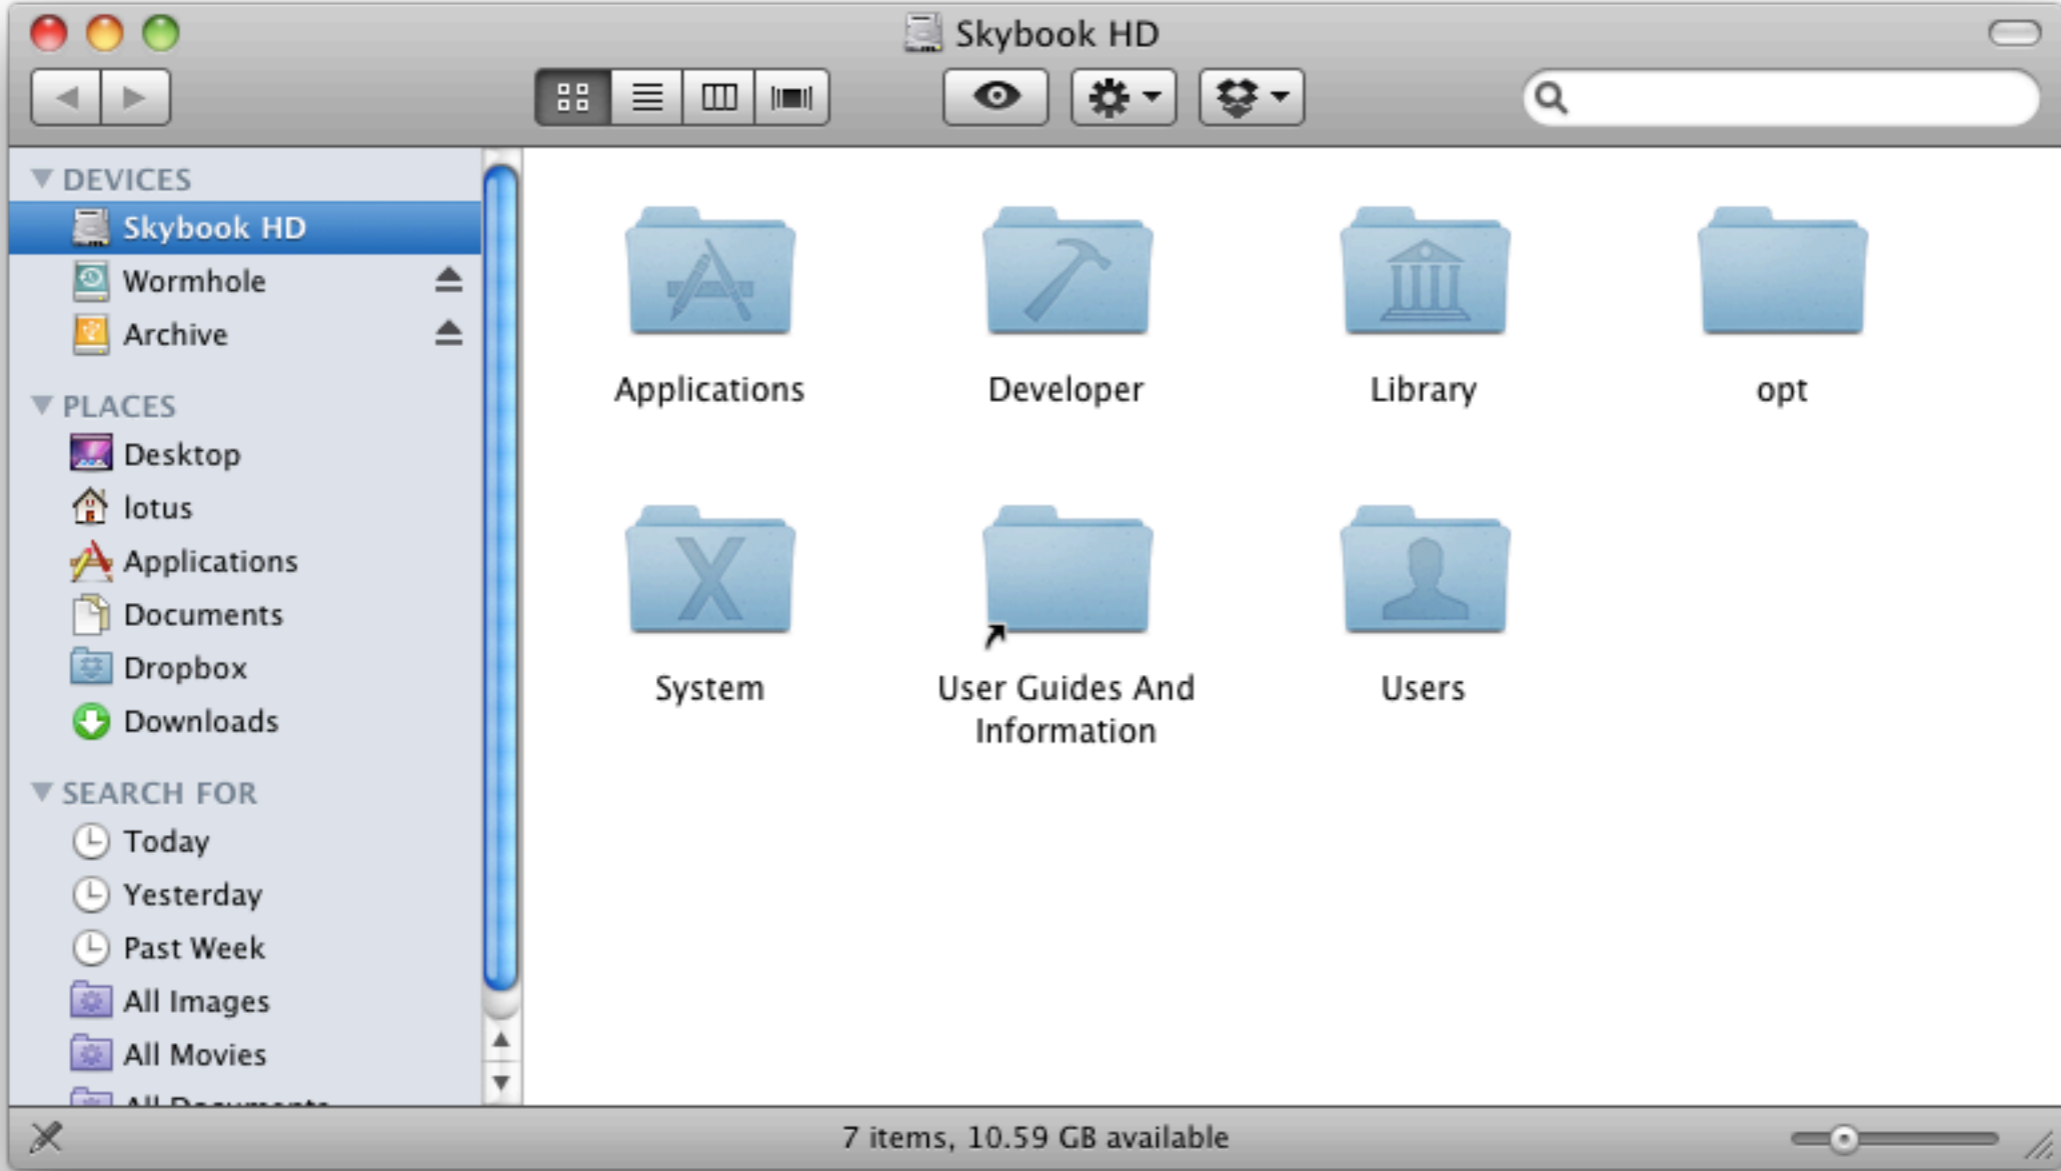 Skybook HD
DEVICES
Skybook HD
Wormhole
Archive
PLACES
Desktop
lotus
Applications
Documents
Dropbox
Downloads
SEARCH FOR
Today
Yesterday
Past Week
All Images
All Movies
All Documents
Applications
Developer
Library
opt
System
User Guides And
Information
Users
7 items, 10.59 GB available